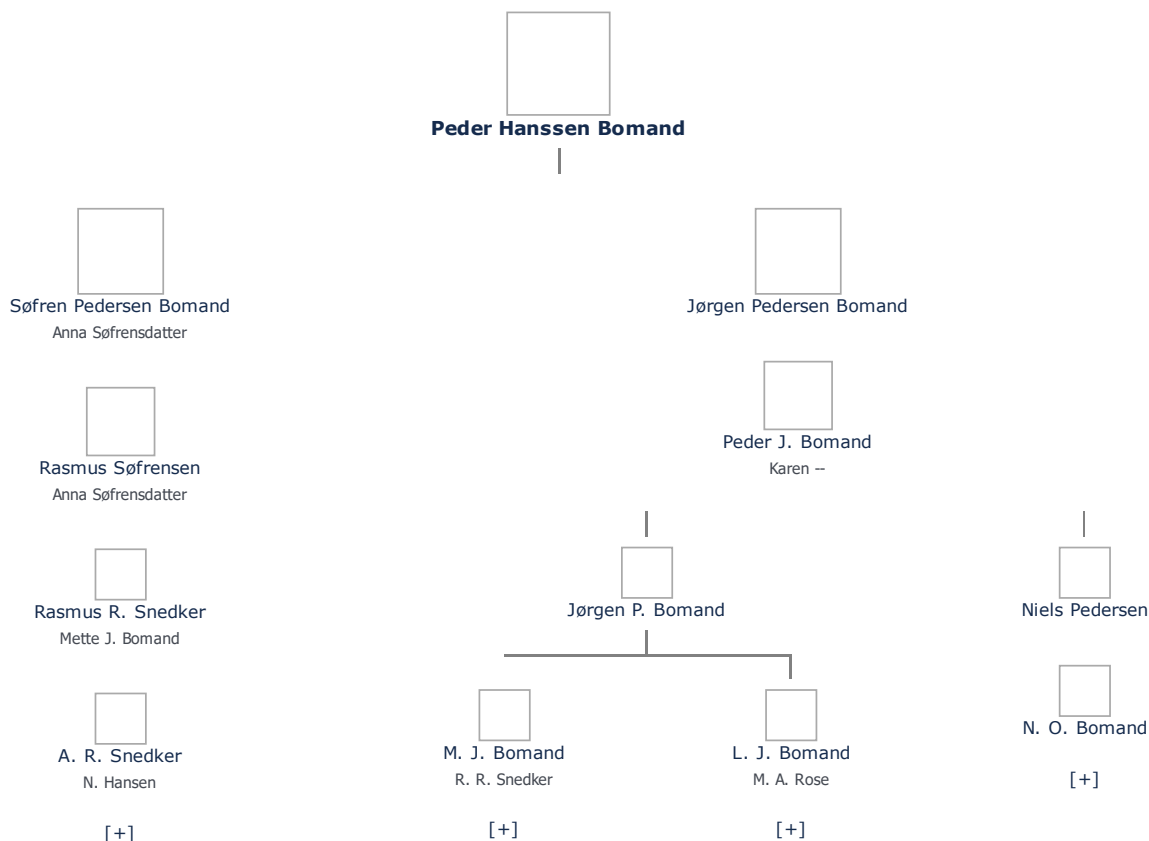 Peder Hanssen Bomand
Søfren Pedersen Bomand
Anna Søfrensdatter
Jørgen Pedersen Bomand
Rasmus Søfrensen
Anna Søfrensdatter
Peder J. Bomand
Karen --
Rasmus R. Snedker
Mette J. Bomand
Jørgen P. Bomand
Niels Pedersen
A. R. Snedker
N. Hansen
[+]
M. J. Bomand
R. R. Snedker
[+]
L. J. Bomand
M. A. Rose
[+]
N. O. Bomand
[+]